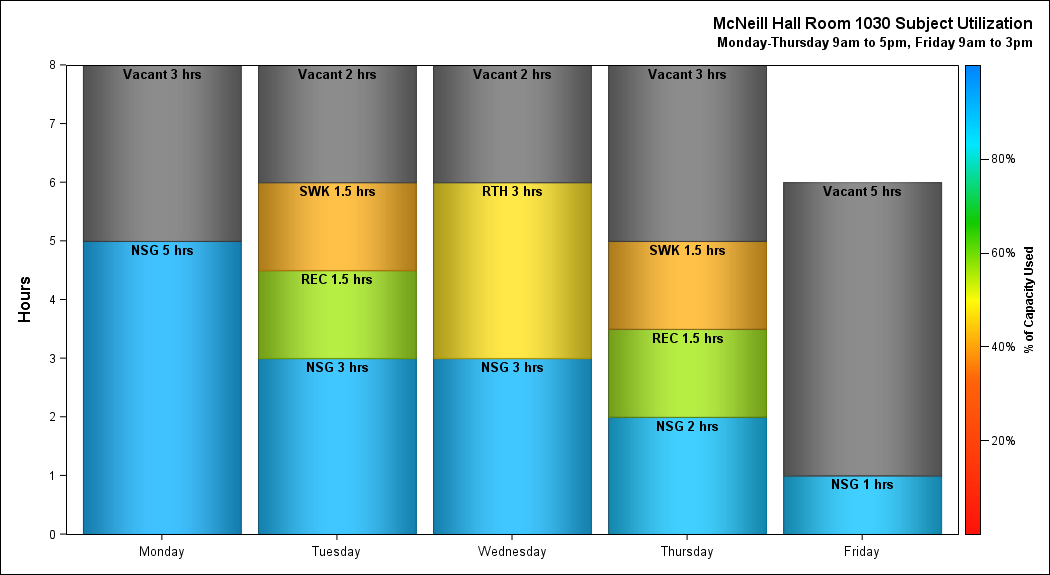 McNeill Hall Room 1030 Subject Utilization
Monday-Thursday 9am to 5pm, Friday 9am to 3pm
Hours
8
7
6
5
4
3
2
1
0
Vacant 3 hrs
NSG 5 hrs
Vacant 2 hrs
SWK 1.5 hrs
REC 1.5 hrs
NSG 3 hrs
Vacant 2 hrs
RTH 3 hrs
NSG 3 hrs
Vacant 3 hrs
SWK 1.5 hrs
REC 1.5 hrs
NSG 2 hrs
Vacant 5 hrs
NSG 1 hrs
Monday
Tuesday
Wednesday
Thursday
Friday
80%
60%
40%
20%
% of Capacity Used